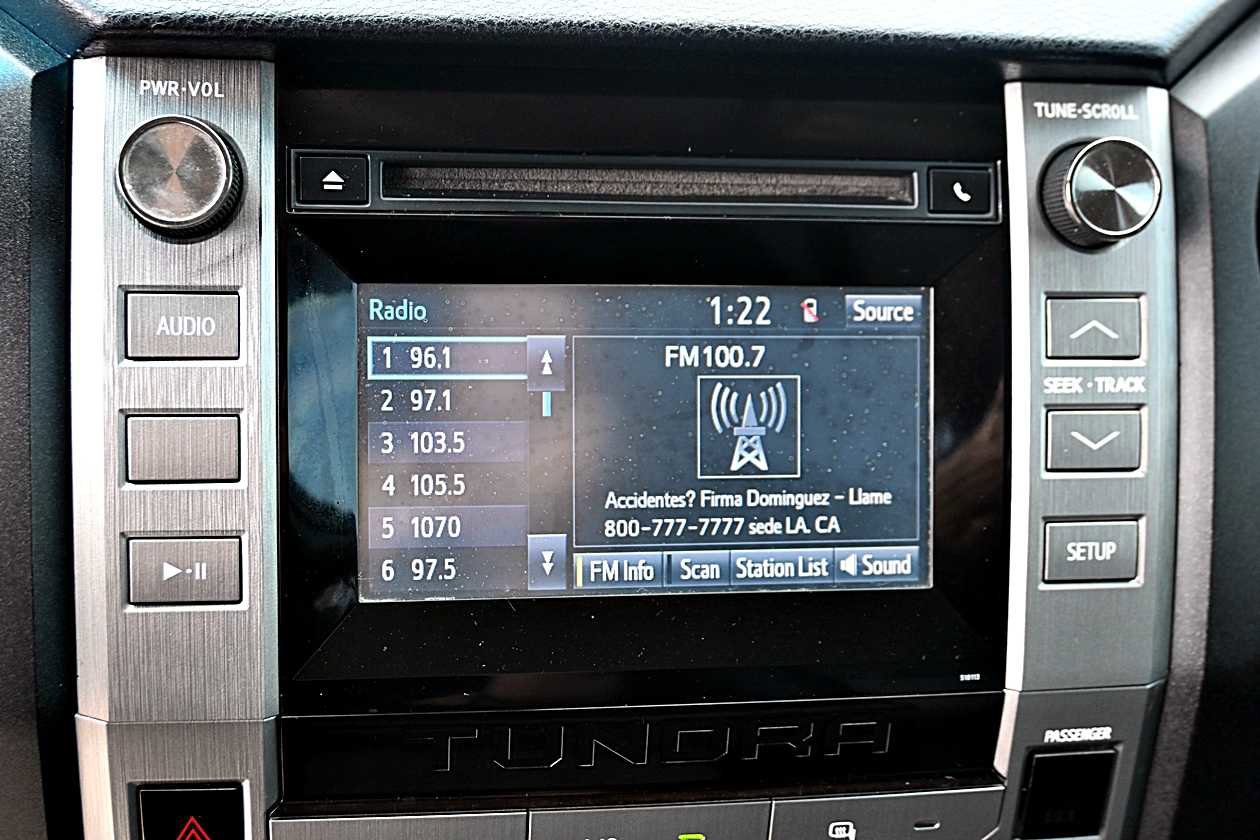 PWR·VOL
TUNE·SCROLL
AUDIO
Radio
1:22
Source
1 96.1
2 97.1
3 103.5
4 105.5
5 1070
6 97.5
FM100.7
Accidentes? Firma Dominguez - Llame
800-777-7777 sede LA. CA
FM Info
Scan
Station List
Sound
SEEK·TRACK
SETUP
510113
TUNDRA
PASSENGER